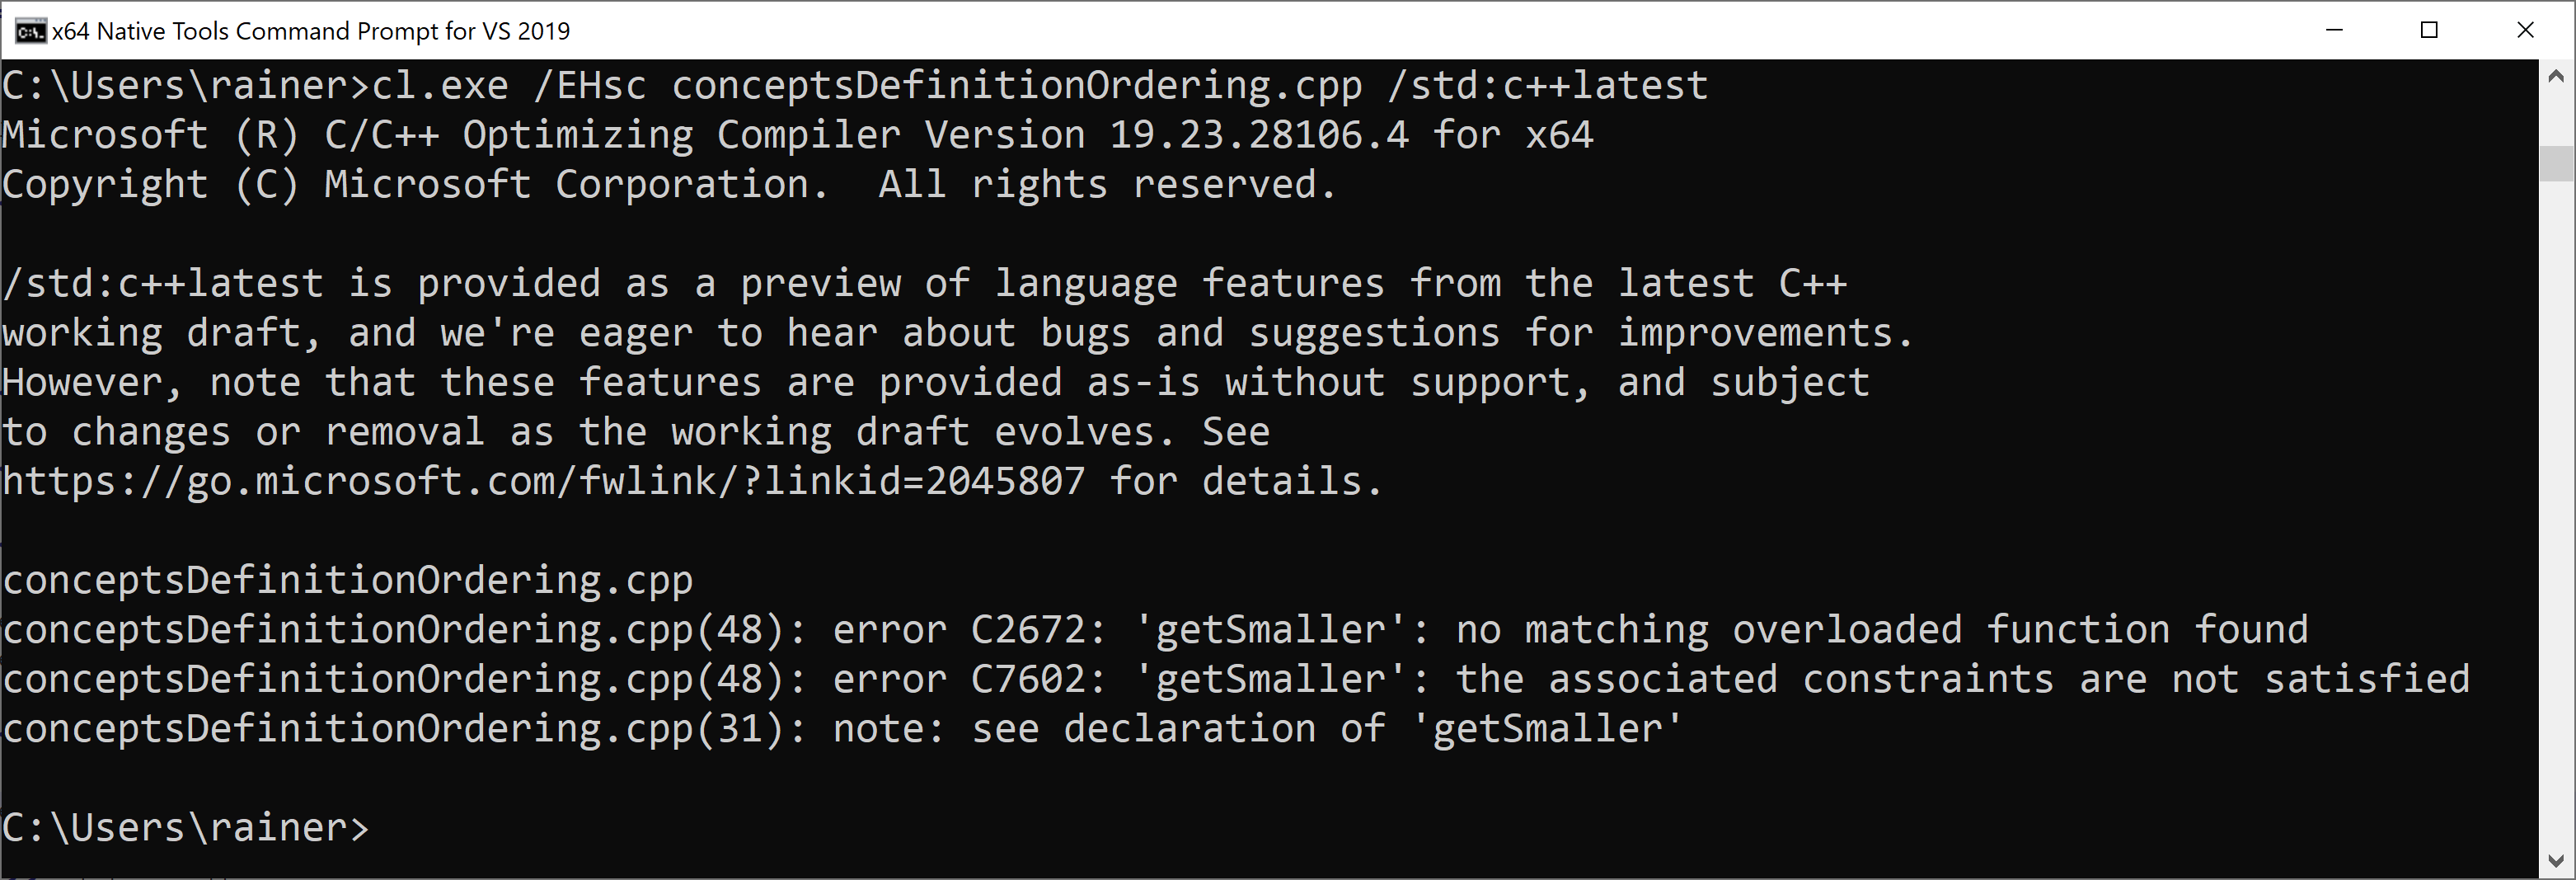 x64 Native Tools Command Prompt for VS 2019
C:\Users\rainer>cl.exe /EHsc conceptsDefinitionOrdering.cpp /std:c++latest
Microsoft (R) C/C++ Optimizing Compiler Version 19.23.28106.4 for x64
Copyright (C) Microsoft Corporation.  All rights reserved.
/std:c++latest is provided as a preview of language features from the latest C++
working draft, and we're eager to hear about bugs and suggestions for improvements.
However, note that these features are provided as-is without support, and subject
to changes or removal as the working draft evolves. See
https://go.microsoft.com/fwlink/?linkid=2045807 for details.
conceptsDefinitionOrdering.cpp
conceptsDefinitionOrdering.cpp(48): error C2672: 'getSmaller': no matching overloaded function found
conceptsDefinitionOrdering.cpp(48): error C7602: 'getSmaller': the associated constraints are not satisfied
conceptsDefinitionOrdering.cpp(31): note: see declaration of 'getSmaller'
C:\Users\rainer>